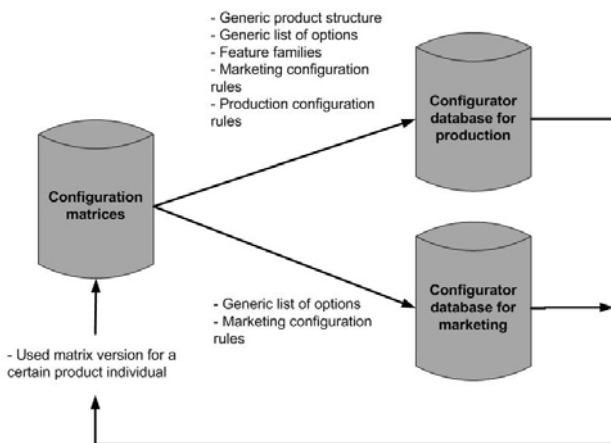 - Generic product structure
- Generic list of options
- Feature families
- Marketing configuration
rules
- Production configuration
rules
Configurator
database for
production
Configuration
matrices
- Generic list of options
- Marketing configuration
rules
Configurator
database for
marketing
- Used matrix version for a
certain product individual